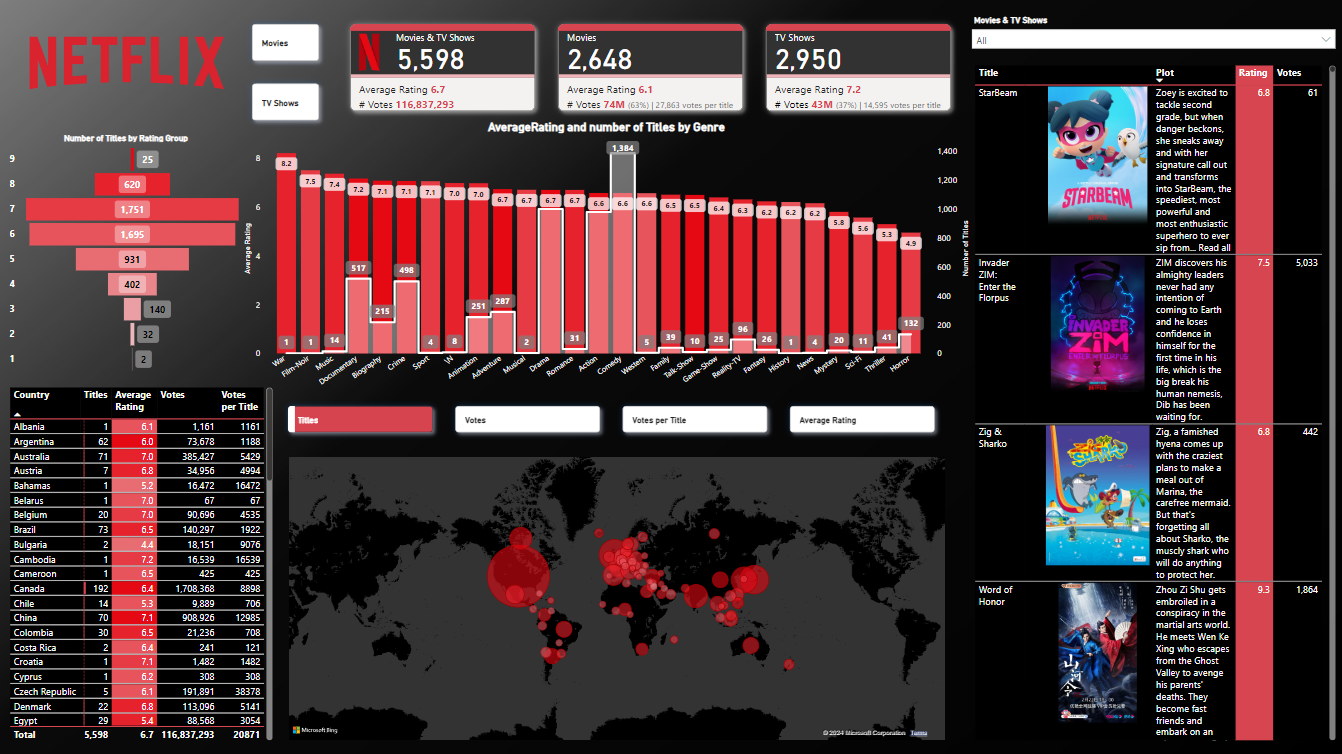 NETFLIX
Movies
TV Shows
Movies & TV Shows
5,598
Average Rating 6.7
# Votes 116,837,293
Movies
2,648
Average Rating 6.1
# Votes 74M (63%) | 27,863 votes per title
TV Shows
2,950
Average Rating 7.2
# Votes 43M (37%) | 14,595 votes per title
Movies & TV Shows
All
Number of Titles by Rating Group
9 25
8 620
7 1,751
6 1,695
5 931
4 402
3 140
2 32
1 2
AverageRating and number of Titles by Genre
Average Rating
8
6
4
2
0
8.2 7.5 7.4 7.2 7.1 7.1 7.1 7.0 7.0 6.7 6.7 6.7 6.7 6.6 6.6 6.6 6.5 6.5 6.4 6.3 6.2 6.2 6.2 5.8 5.6 5.3 4.9
1 1 14 517 215 498 4 8 251 287 2 31 1,384 5 39 10 25 96 26 1 4 20 11 41 132
War Film-Noir Music Documentary Biography Crime Sport N Animation Adventure Musical Drama Romance Action Comedy Western Family Talk-Show Game-Show Reality-TV Fantasy History News Mystery Sci-Fi Thriller Horror
Number of Titles
1,400
1,200
1,000
800
600
400
200
0
Country Titles Average Rating Votes Votes per Title
Albania 1 6.1 1,161 1161
Argentina 62 6.0 73,678 1188
Australia 71 7.0 385,427 5429
Austria 7 6.8 34,956 4994
Bahamas 1 5.2 16,472 16472
Belarus 1 7.0 67 67
Belgium 20 7.0 90,696 4535
Brazil 73 6.5 140,297 1922
Bulgaria 2 4.4 18,151 9076
Cambodia 1 7.2 16,539 16539
Cameroon 1 6.5 425 425
Canada 192 6.4 1,708,368 8898
Chile 14 5.3 9,889 706
China 70 7.1 908,926 12985
Colombia 30 6.5 21,236 708
Costa Rica 2 6.4 241 121
Croatia 1 7.1 1,482 1482
Cyprus 1 6.2 308 308
Czech Republic 5 6.1 191,891 38378
Denmark 22 6.8 113,096 5141
Egypt 29 5.4 88,568 3054
Total 5,598 6.7 116,837,293 20871
Titles
Votes
Votes per Title
Average Rating
Microsoft Bing
© 2024 Microsoft Corporation Terms
Title Plot Rating Votes
StarBeam
STARBEAM
Zoey is excited to
tackle second
grade, but when
danger beckons,
she sneaks away
and with her
signature call out
and transforms
into StarBeam, the
speediest, most
powerful and
most enthusiastic
superhero to ever
sip from... Read all
6.8 61
Invader
ZIM:
Enter the
Florpus
INVADER
ZIM
ENTER THE FLORPUS
ZIM discovers his
almighty leaders
never had any
intention of
coming to Earth
and he loses
confidence in
himself for the
first time in his
life, which is the
big break his
human nemesis,
Dib has been
waiting for.
7.5 5,033
Zig &
Sharko
ZIG & SHARKO
Zig, a famished
hyena comes up
with the craziest
plans to make a
meal out of
Marina, the
carefree mermaid.
But that's
forgetting all
about Sharko, the
muscly shark who
will do anything
to protect her.
6.8 442
Word of
Honor
山河令
Zhou Zi Shu gets
embroiled in a
conspiracy in the
martial arts world.
He meets Wen Ke
Xing who escapes
from the Ghost
Valley to avenge
his parents'
deaths. They
become fast
friends and
embark on an
9.3 1,864